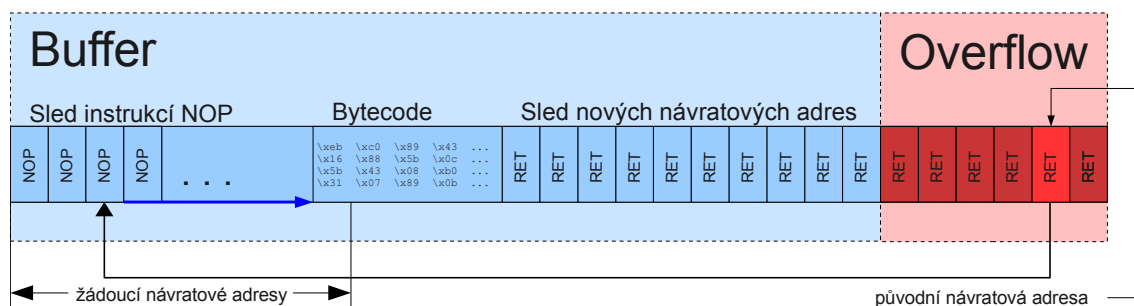 Buffer
Overflow
Sled instrukcí NOP
Bytecode
Sled nových návratových adres
NOP NOP NOP NOP . . .
\xeb \xc0 \x89 \x43 ...
\x16 \x88 \x5b \x0c ...
\x5b \x43 \x08 \xb0 ...
\x31 \x07 \x89 \x0b ...
RET RET RET RET RET RET RET RET RET RET RET RET RET RET RET RET
žádoucí návratové adresy
původní návratová adresa